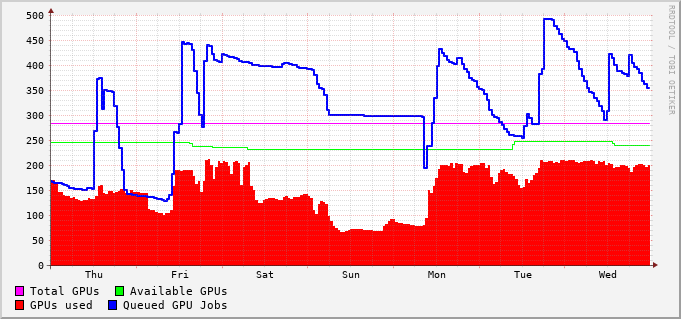 500
450
400
350
300
250
200
150
100
50
0
Thu Fri Sat Sun Mon Tue Wed
Total GPUs Available GPUs
GPUs used Queued GPU Jobs
RRDTOOL / TOBI OETIKER